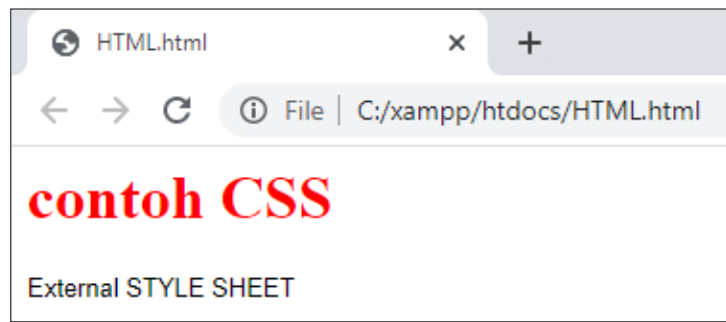 HTML.html
File | C:/xampp/htdocs/HTML.html
contoh CSS
External STYLE SHEET